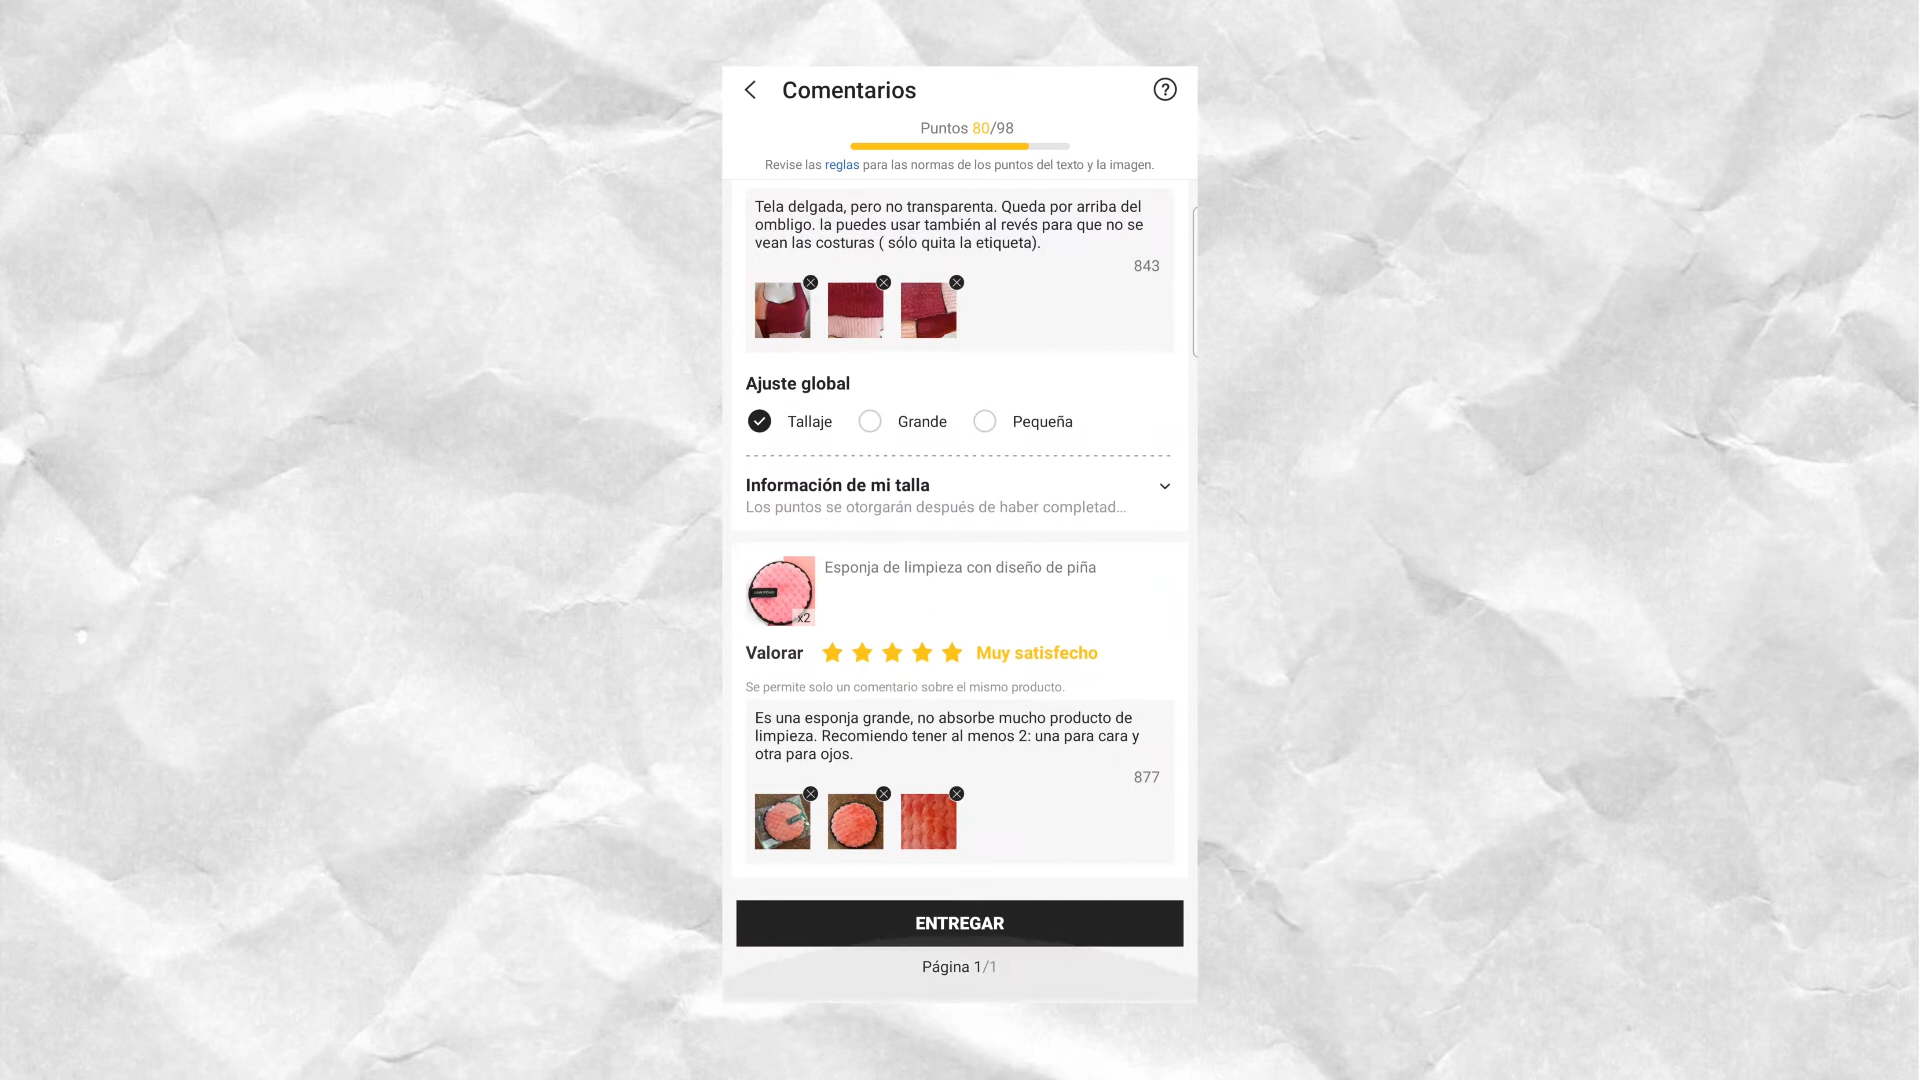 Comentarios
Puntos 80/98
Revise las reglas para las normas de los puntos del texto y la imagen.
Tela delgada, pero no transparenta. Queda por arriba del
ombligo. la puedes usar también al revés para que no se
vean las costuras ( sólo quita la etiqueta).
843
Ajuste global
Tallaje Grande Pequeña
Información de mi talla
Los puntos se otorgarán después de haber completad...
Esponja de limpieza con diseño de piña
x2
Valorar Muy satisfecho
Se permite solo un comentario sobre el mismo producto.
Es una esponja grande, no absorbe mucho producto de
limpieza. Recomiendo tener al menos 2: una para cara y
otra para ojos.
877
ENTREGAR
Página 1/1